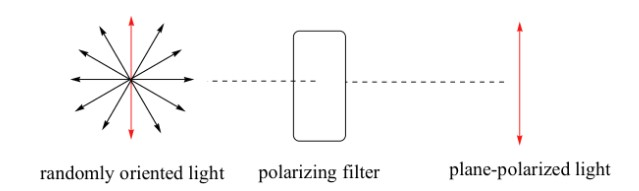 randomly oriented light
polarizing filter
plane-polarized light